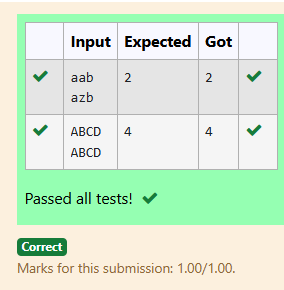 Input Expected Got
aab 2 2
azb
ABCD 4 4
ABCD
Passed all tests!
Correct
Marks for this submission: 1.00/1.00.